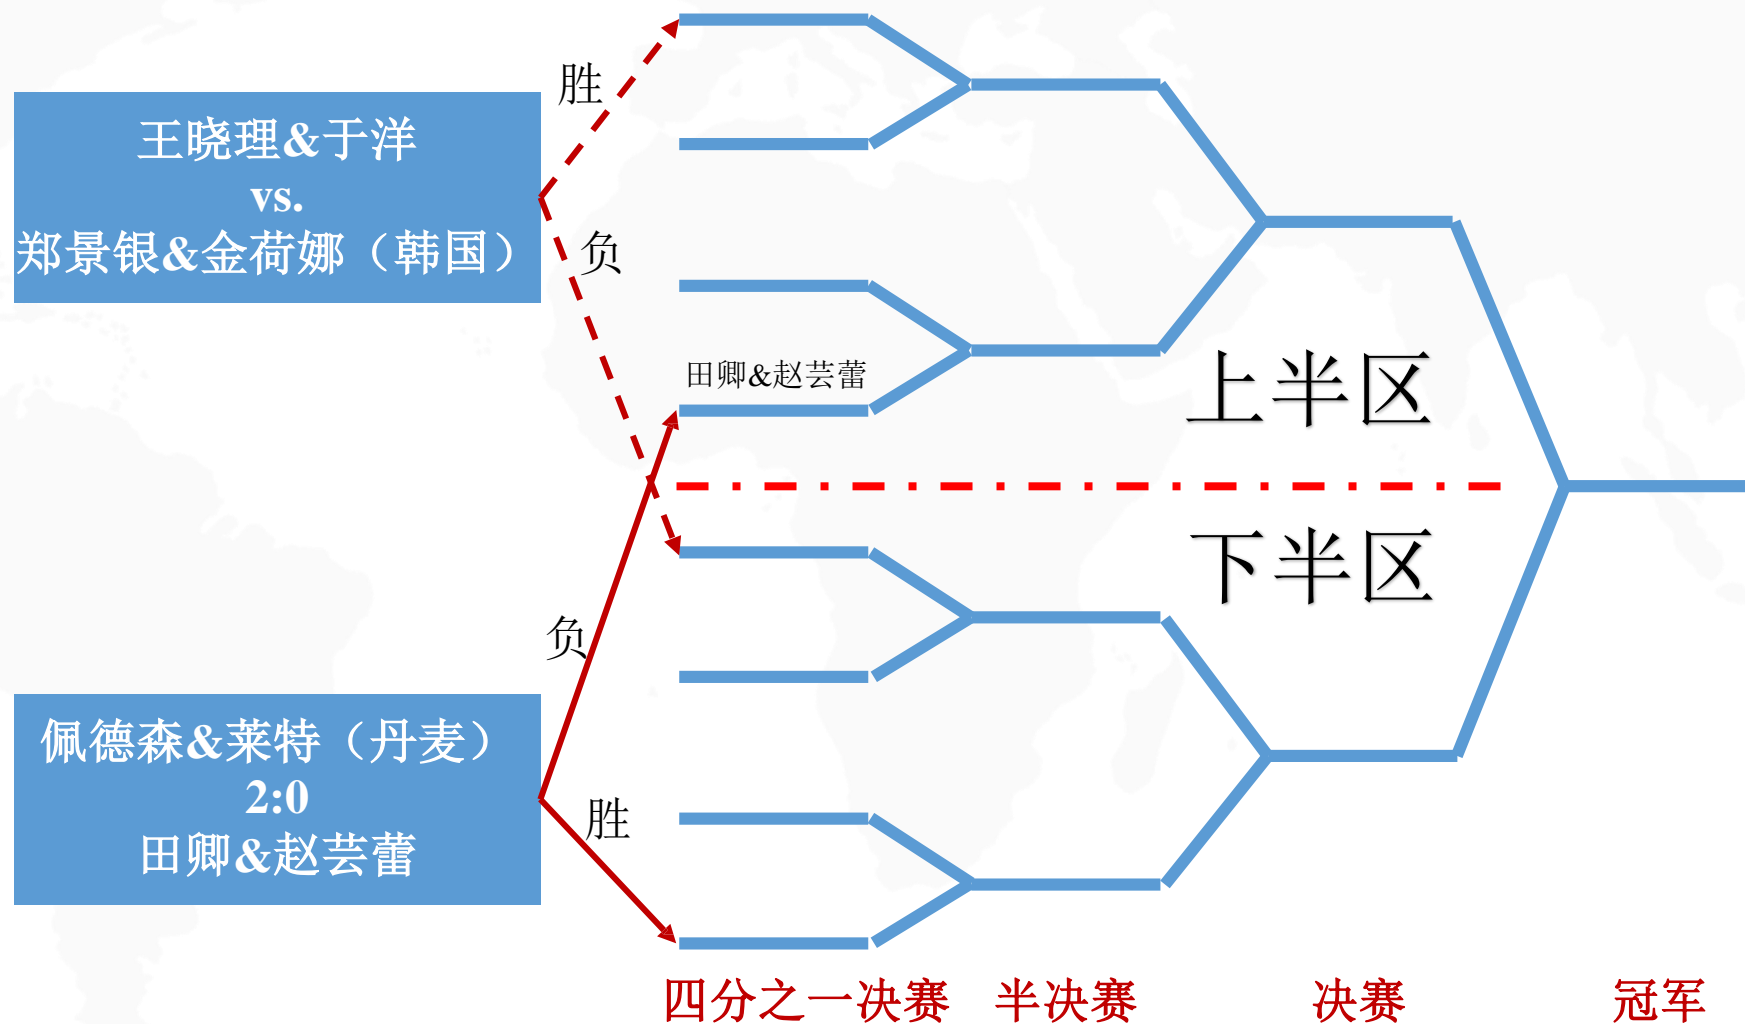 胜
王晓理&于洋
vs.
郑景银&金荷娜（韩国）
负
田卿&赵芸蕾
上半区
下半区
负
佩德森&莱特（丹麦）
2:0
田卿&赵芸蕾
胜
四分之一决赛 半决赛 决赛 冠军